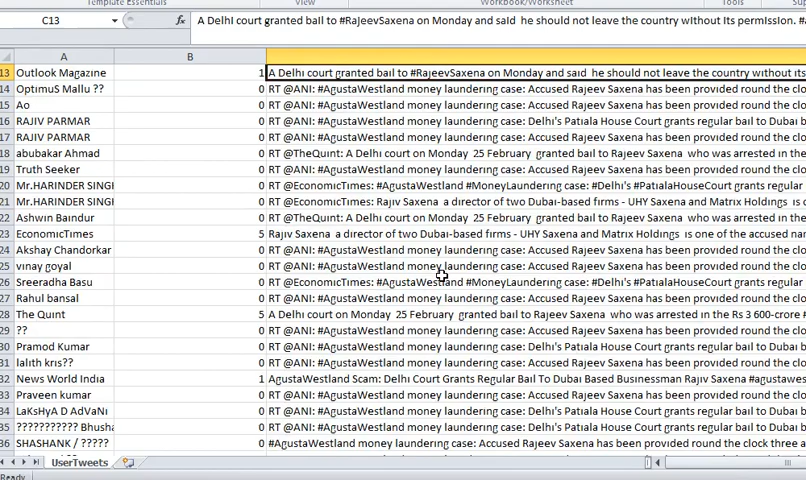 Template Essentials View Workbook/Worksheet Tools
C13 fx A Delhi court granted bail to #RajeevSaxena on Monday and said he should not leave the country without its permission.
A B
13 Outlook Magazine 1 A Delhi court granted bail to #RajeevSaxena on Monday and said he should not leave the country without its
14 OptimuS Mallu ?? 0 RT @ANI: #AgustaWestland money laundering case: Accused Rajeev Saxena has been provided round the clo
15 Ao 0 RT @ANI: #AgustaWestland money laundering case: Accused Rajeev Saxena has been provided round the clo
16 RAJIV PARMAR 0 RT @ANI: #AgustaWestland money laundering case: Delhi's Patiala House Court grants regular bail to Dubai b
17 RAJIV PARMAR 0 RT @ANI: #AgustaWestland money laundering case: Accused Rajeev Saxena has been provided round the clo
18 abubakar Ahmad 0 RT @TheQuint: A Delhi court on Monday 25 February granted bail to Rajeev Saxena who was arrested in the
19 Truth Seeker 0 RT @ANI: #AgustaWestland money laundering case: Accused Rajeev Saxena has been provided round the clo
20 Mr.HARINDER SINGH 0 RT @EconomicTimes: #AgustaWestland #MoneyLaundering case: #Delhi's #PatialaHouseCourt grants regular
21 Mr.HARINDER SINGH 0 RT @EconomicTimes: Rajiv Saxena a director of two Dubai-based firms - UHY Saxena and Matrix Holdings is o
22 Ashwin Baindur 0 RT @TheQuint: A Delhi court on Monday 25 February granted bail to Rajeev Saxena who was arrested in the
23 EconomicTimes 5 Rajiv Saxena a director of two Dubai-based firms - UHY Saxena and Matrix Holdings is one of the accused nam
24 Akshay Chandorkar 0 RT @ANI: #AgustaWestland money laundering case: Accused Rajeev Saxena has been provided round the clo
25 vinay goyal 0 RT @ANI: #AgustaWestland money laundering case: Accused Rajeev Saxena has been provided round the clo
26 Sreeradha Basu 0 RT @EconomicTimes: #AgustaWestland #MoneyLaundering case: #Delhi's #PatialaHouseCourt grants regular
27 Rahul bansal 0 RT @ANI: #AgustaWestland money laundering case: Accused Rajeev Saxena has been provided round the clo
28 The Quint 5 A Delhi court on Monday 25 February granted bail to Rajeev Saxena who was arrested in the Rs 3 600-crore #
29 ?? 0 RT @ANI: #AgustaWestland money laundering case: Accused Rajeev Saxena has been provided round the clo
30 Pramod Kumar 0 RT @ANI: #AgustaWestland money laundering case: Delhi's Patiala House Court grants regular bail to Dubai b
31 lalith kris?? 0 RT @ANI: #AgustaWestland money laundering case: Accused Rajeev Saxena has been provided round the clo
32 News World India 1 AgustaWestland Scam: Delhi Court Grants Regular Bail To Dubai Based Businessman Rajiv Saxena #agustawes
33 Praveen kumar 0 RT @ANI: #AgustaWestland money laundering case: Accused Rajeev Saxena has been provided round the clo
34 LaKsHyA D AdVaNi 0 RT @ANI: #AgustaWestland money laundering case: Delhi's Patiala House Court grants regular bail to Dubai b
35 ??????????? Bhusha 0 RT @ANI: #AgustaWestland money laundering case: Delhi's Patiala House Court grants regular bail to Dubai b
36 SHASHANK / ????? 0 #AgustaWestland money laundering case: Accused Rajeev Saxena has been provided round the clock three a
UserTweets
Ready